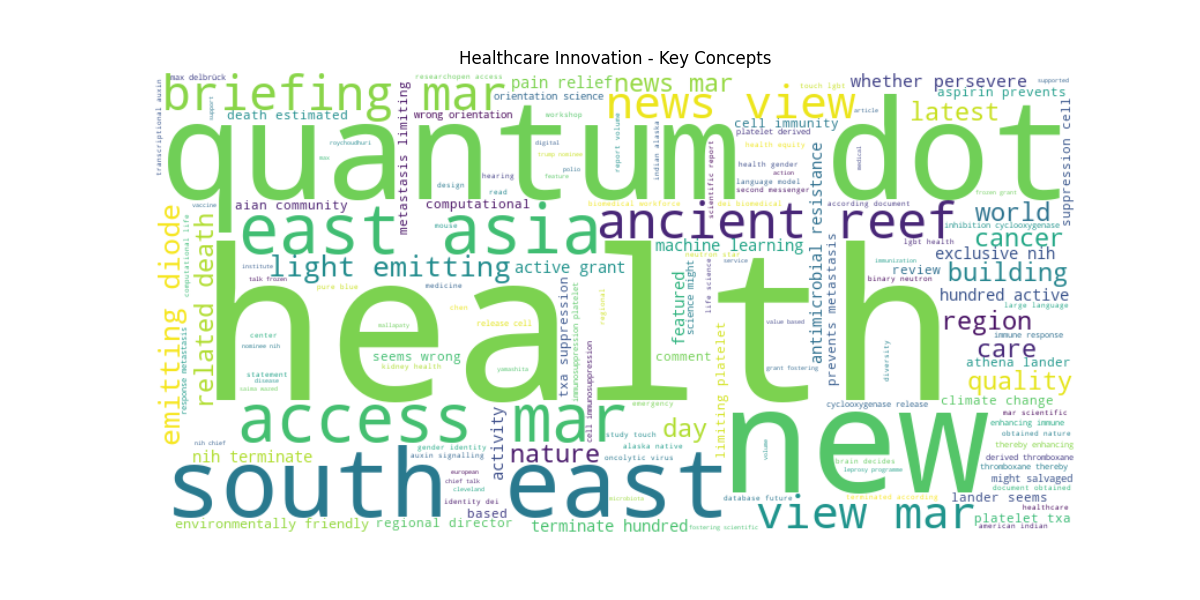 Healthcare Innovation - Key Concepts
max delbrück
researchopen access
briefing mar
pain relief
news mar
touch lgbt
whether persevere
supported
orientation science
news view
aspirin prevents
transcriptional auxin
support
death estimated
metastasis limiting
wrong orientation
workshop
article
latest
cell immunity
platelet derived
quantum dot
roychoudhuri
mao
digital
trump nominee
polio
feature
hearing
design
read
report volume
indian alaska
scientific report
health equity
health gender
action
language model
second messenger
medical
antimicrobial resistance
frozen grant
suppression cell
vaccine
aian community
computational
biomedical workforce
dei biomedical
according document
world
computational life
emitting diode
related death
east asia
mouse
ancient reef
inhibition cyclooxygenase
cancer
machine learning
lgbt health
exclusive nih
neutron star
service
immunization
institute
light emitting
active grant
review
building
talk frozen
binary neutron
large language
pure blue
medicine
health
science might
life science
featured
prevents metastasis
hundred active
chen
regional
txa suppression
immunosuppression platelet
release cell
mallapaty
value based
region
immune response
response metastasis
center
nominee nih
seems wrong
kidney health
yamashita
cell immunosuppression
comment
limiting platelet
diversity
care
athena lander
grant fostering
statement
disease
saima wazed
quality
climate change
access mar
emergency
cyclooxygenase release
mar scientific
activity
day
new
enhancing immune
study touch
obtained nature
nih chief
gender identity
alaska native
volume
thereby enhancing
nih terminate
auxin signalling
nature
oncolytic virus
brain decides
derived thromboxane
south east
european
chief talk
cleveland
leprosy programme
thromboxane thereby
might salvaged
document obtained
identity dei
microbiota
database future
terminated according
lander seems
based
view mar
healthcare
environmentally friendly
regional director
terminate hundred
fostering scientific
platelet txa
american indian